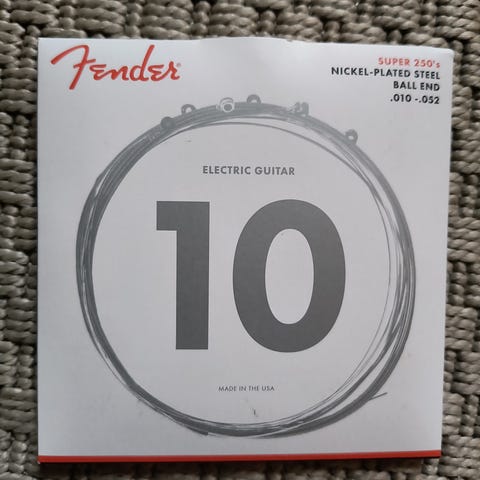 Fender
SUPER 250's
NICKEL-PLATED STEEL
BALL END
.010 -.052
ELECTRIC GUITAR
10
MADE IN THE USA